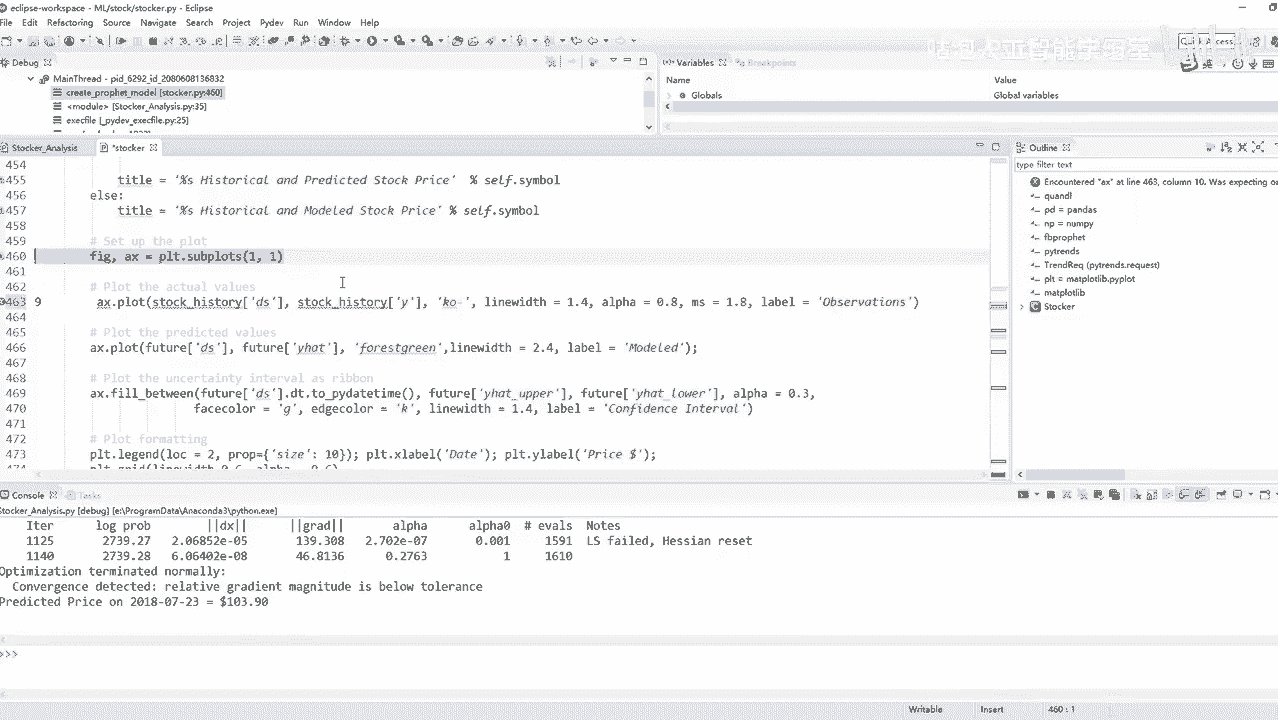 eclipse-workspace - ML/stock/stocker.py - Eclipse
File Edit Refactoring Source Navigate Search Project Pydev Run Window Help
Quick Access
Debug
MainThread - pid_6292_id_2080608136832
create_prophet_model [stocker.py:460]
<module> [Stocker_Analysis.py:35]
execfile [_pydev_execfile.py:25]
Variables Breakpoints
Name Value
Globals Global variables
Stocker_Analysis *stocker
454
455 title = '%s Historical and Predicted Stock Price' % self.symbol
456 else:
457 title = '%s Historical and Modeled Stock Price' % self.symbol
458
459 # Set up the plot
460 fig, ax = plt.subplots(1, 1)
461
462 # Plot the actual values
463 9 ax.plot(stock_history['ds'], stock_history['y'], 'ko-', linewidth = 1.4, alpha = 0.8, ms = 1.8, label = 'Observations')
464
465 # Plot the predicted values
466 ax.plot(future['ds'], future['yhat'], 'forestgreen',linewidth = 2.4, label = 'Modeled');
467
468 # Plot the uncertainty interval as ribbon
469 ax.fill_between(future['ds'].dt.to_pydatetime(), future['yhat_upper'], future['yhat_lower'], alpha = 0.3,
470 facecolor = 'g', edgecolor = 'k', linewidth = 1.4, label = 'Confidence Interval')
471
472 # Plot formatting
473 plt.legend(loc = 2, prop={'size': 10}); plt.xlabel('Date'); plt.ylabel('Price $');
Outline
type filter text
Encountered "ax" at line 463, column 10. Was expecting
quandl
pd = pandas
np = numpy
fbprophet
pytrends
TrendReq (pytrends.request)
plt = matplotlib.pyplot
matplotlib
Stocker
Console Tasks
Stocker_Analysis.py [debug] [e:\ProgramData\Anaconda3\python.exe]
Iter log prob ||dx|| ||grad|| alpha alpha0 # evals Notes
1125 2739.27 2.06852e-05 139.308 2.702e-07 0.001 1591 LS failed, Hessian reset
1140 2739.28 6.06402e-08 46.8136 0.2763 1 1610
Optimization terminated normally:
Convergence detected: relative gradient magnitude is below tolerance
Predicted Price on 2018-07-23 = $103.90
>>>
Writable Insert 460 : 1